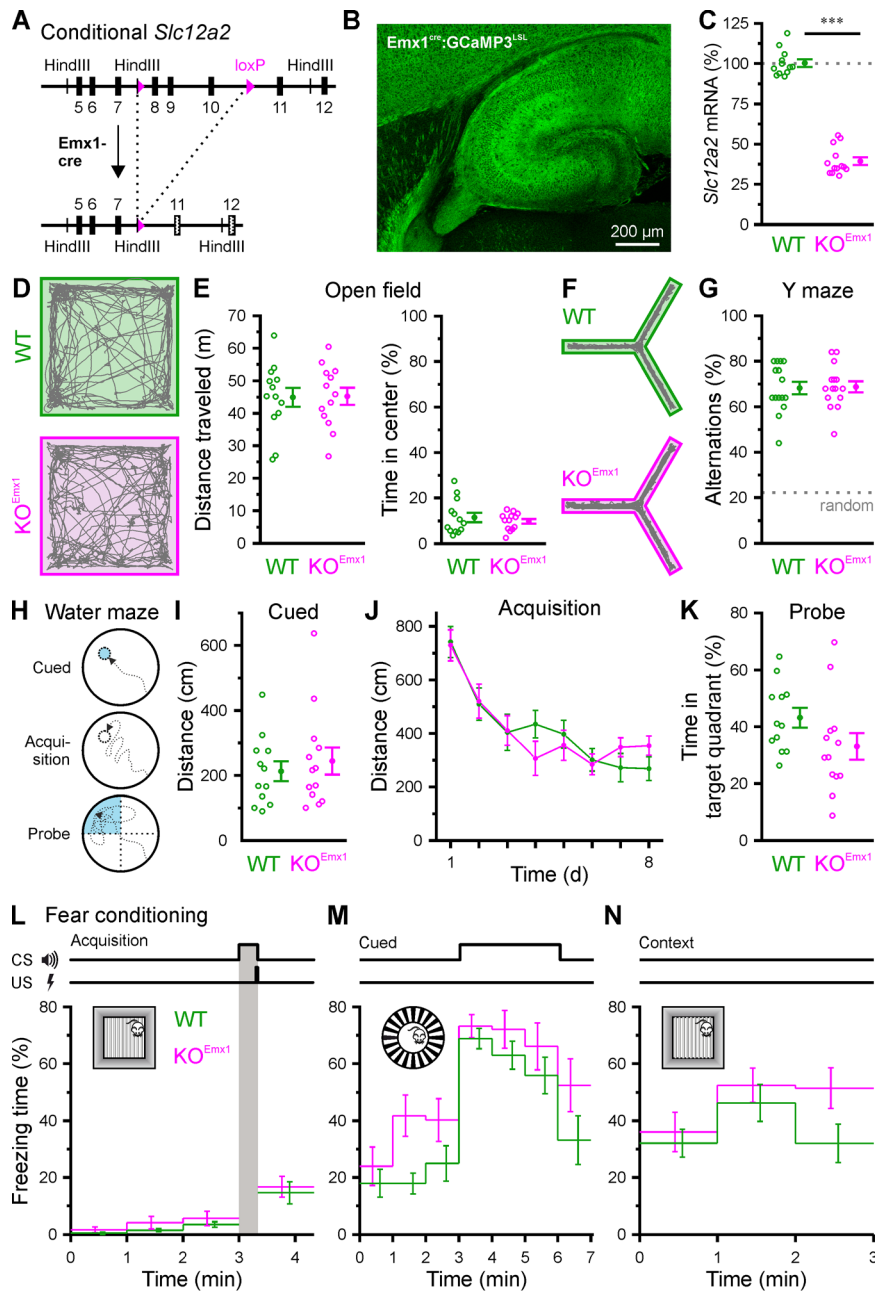 A Conditional Slc12a2
HindIII HindIII loxP HindIII
5 6 7 8 9 10 11 12
Emx1-
cre
5 6 7 11 12
HindIII HindIII HindIII
B
Emx1cre:GCaMP3LSL
200 µm
C
Slc12a2 mRNA (%)
125
100
75
50
25
0
***
WT KOEmx1
D
WT
KOEmx1
E Open field
Distance traveled (m)
70
60
50
40
30
20
10
0
WT KOEmx1
Time in center (%)
100
80
60
40
20
0
WT KOEmx1
F
WT
KOEmx1
G Y maze
Alternations (%)
100
80
60
40
20
0
random
WT KOEmx1
H Water maze
Cued
Acqui-
sition
Probe
I Cued
Distance (cm)
600
400
200
0
WT KOEmx1
J Acquisition
Distance (cm)
800
600
400
200
0
1 8
Time (d)
K Probe
Time in
target quadrant (%)
80
60
40
20
0
WT KOEmx1
L Fear conditioning
Acquisition
CS
US
Freezing time (%)
80
60
40
20
0
WT
KOEmx1
0 1 2 3 4
Time (min)
M
Cued
80
60
40
20
0
0 1 2 3 4 5 6 7
Time (min)
N
Context
80
60
40
20
0
0 1 2 3
Time (min)